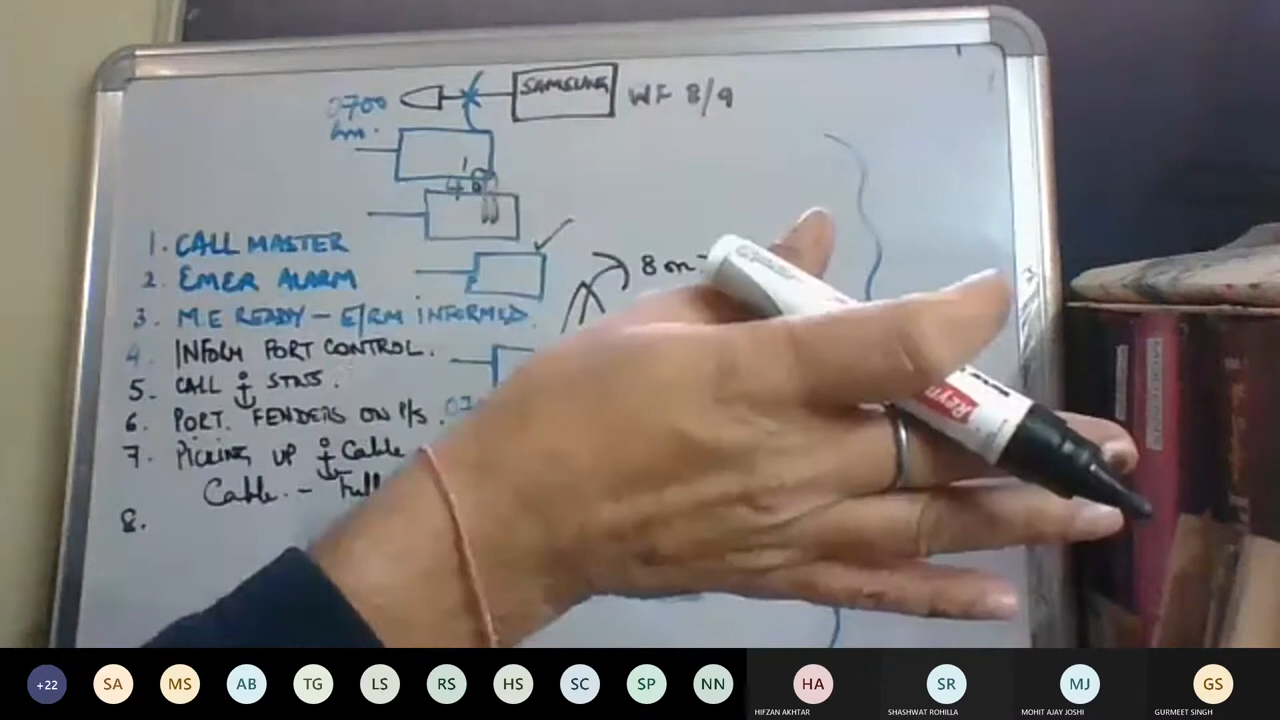 0700 SAMSUNG WF 8/9
hrs.
1. CALL MASTER
2. EMER ALARM
8 m
3. M.E READY – E/RM INFORMED.
4. INFORM PORT CONTROL.
5. CALL ⚓ STNS.
6. PORT. FENDERS ON P/S. 07
7. PICKING UP ⚓ Cable
Cable. – Full
8.
+22 SA MS AB TG LS RS HS SC SP NN HA SR MJ GS
HIFZAN AKHTAR SHASHWAT ROHILLA MOHIT AJAY JOSHI GURMEET SINGH